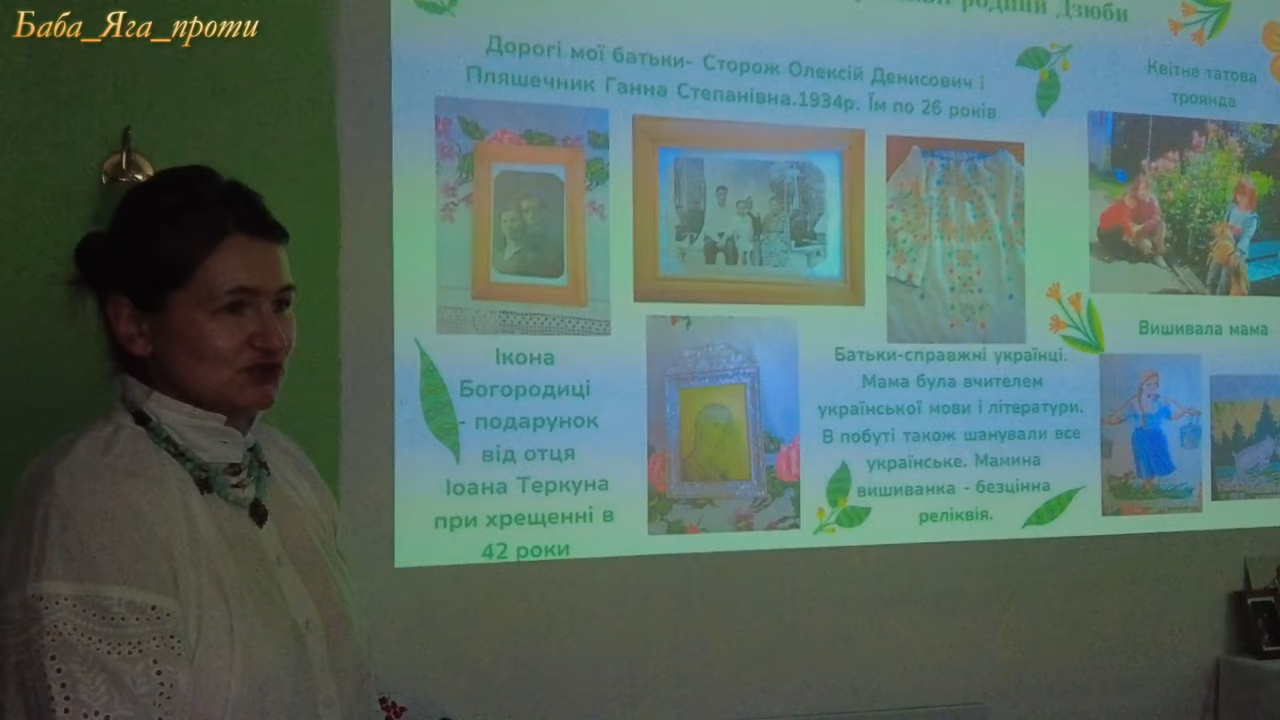 Баба_Яга_проти
родини Дзюби
Дорогі мої батьки- Сторож Олексій Денисович і
Пляшечник Ганна Степанівна.1934р. Їм по 26 років.
Квітне татова
троянда
Ікона
Богородиці
- подарунок
від отця
Іоана Теркуна
при хрещенні в
42 роки
Батьки-справжні українці.
Мама була вчителем
української мови і літератури.
В побуті також шанували все
українське. Мамина
вишиванка - безцінна
реліквія.
Вишивала мама